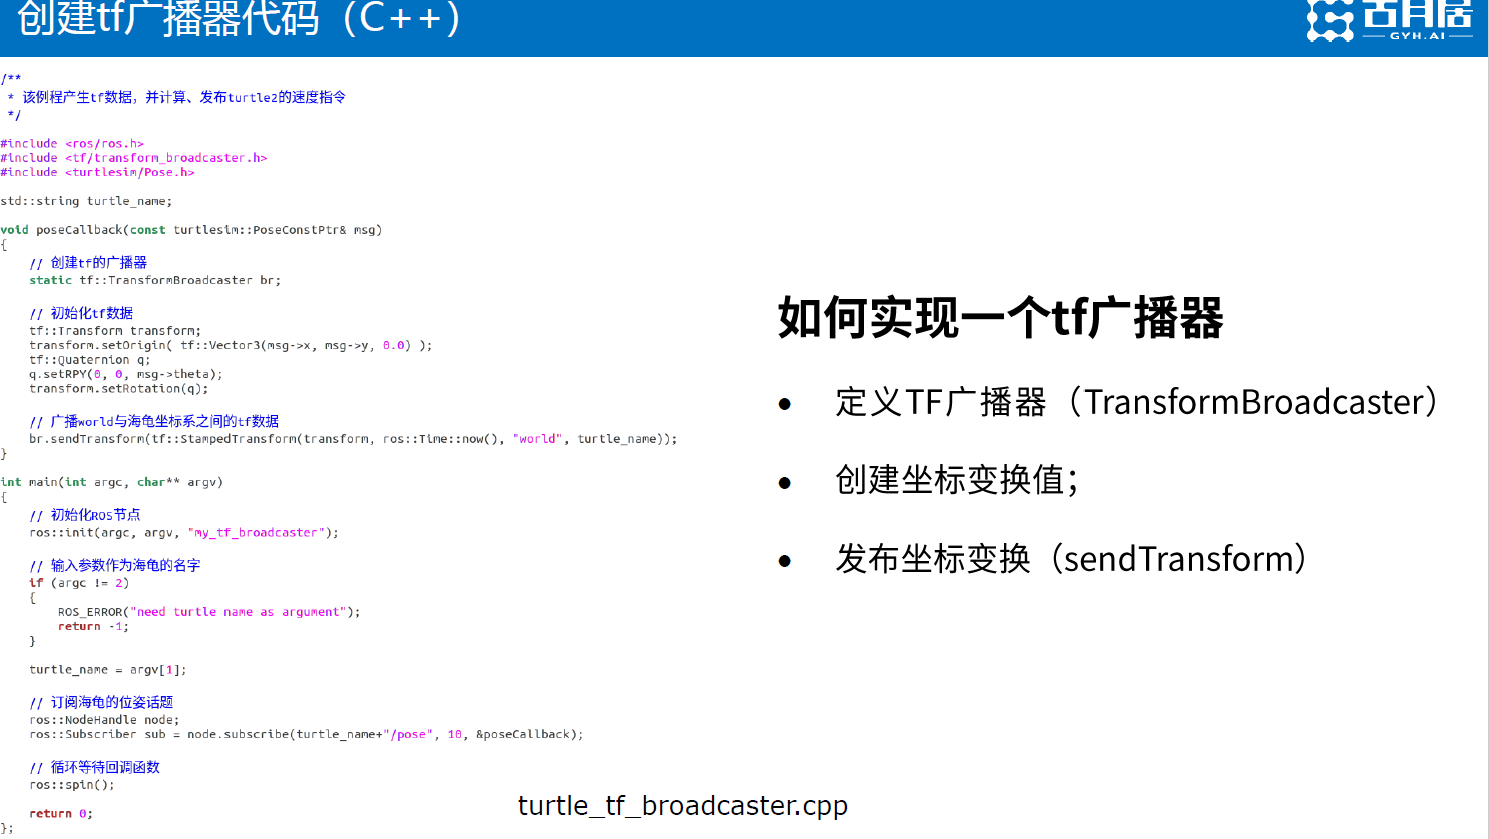 创建tf广播器代码（C++）
古月居
GYH.AI
/**
 * 该例程产生tf数据，并计算、发布turtle2的速度指令
 */
#include <ros/ros.h>
#include <tf/transform_broadcaster.h>
#include <turtlesim/Pose.h>
std::string turtle_name;
void poseCallback(const turtlesim::PoseConstPtr& msg)
{
    // 创建tf的广播器
    static tf::TransformBroadcaster br;
    // 初始化tf数据
    tf::Transform transform;
    transform.setOrigin( tf::Vector3(msg->x, msg->y, 0.0) );
    tf::Quaternion q;
    q.setRPY(0, 0, msg->theta);
    transform.setRotation(q);
    // 广播world与海龟坐标系之间的tf数据
    br.sendTransform(tf::StampedTransform(transform, ros::Time::now(), "world", turtle_name));
}
int main(int argc, char** argv)
{
    // 初始化ROS节点
    ros::init(argc, argv, "my_tf_broadcaster");
    // 输入参数作为海龟的名字
    if (argc != 2)
    {
        ROS_ERROR("need turtle name as argument");
        return -1;
    }
    turtle_name = argv[1];
    // 订阅海龟的位姿话题
    ros::NodeHandle node;
    ros::Subscriber sub = node.subscribe(turtle_name+"/pose", 10, &poseCallback);
    // 循环等待回调函数
    ros::spin();
    return 0;
};
如何实现一个tf广播器
• 定义TF广播器（TransformBroadcaster）
• 创建坐标变换值；
• 发布坐标变换（sendTransform）
turtle_tf_broadcaster.cpp